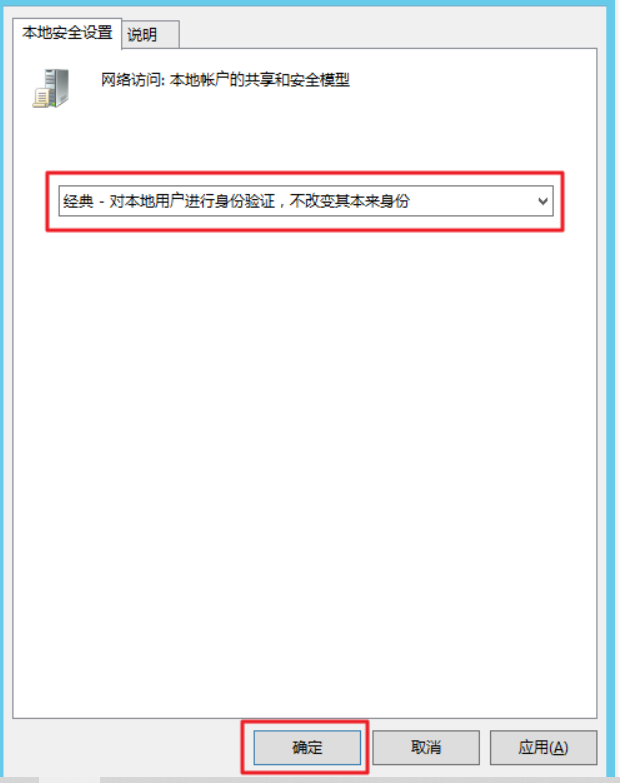 本地安全设置 说明
网络访问: 本地帐户的共享和安全模型
经典 - 对本地用户进行身份验证，不改变其本来身份
确定 取消 应用(A)